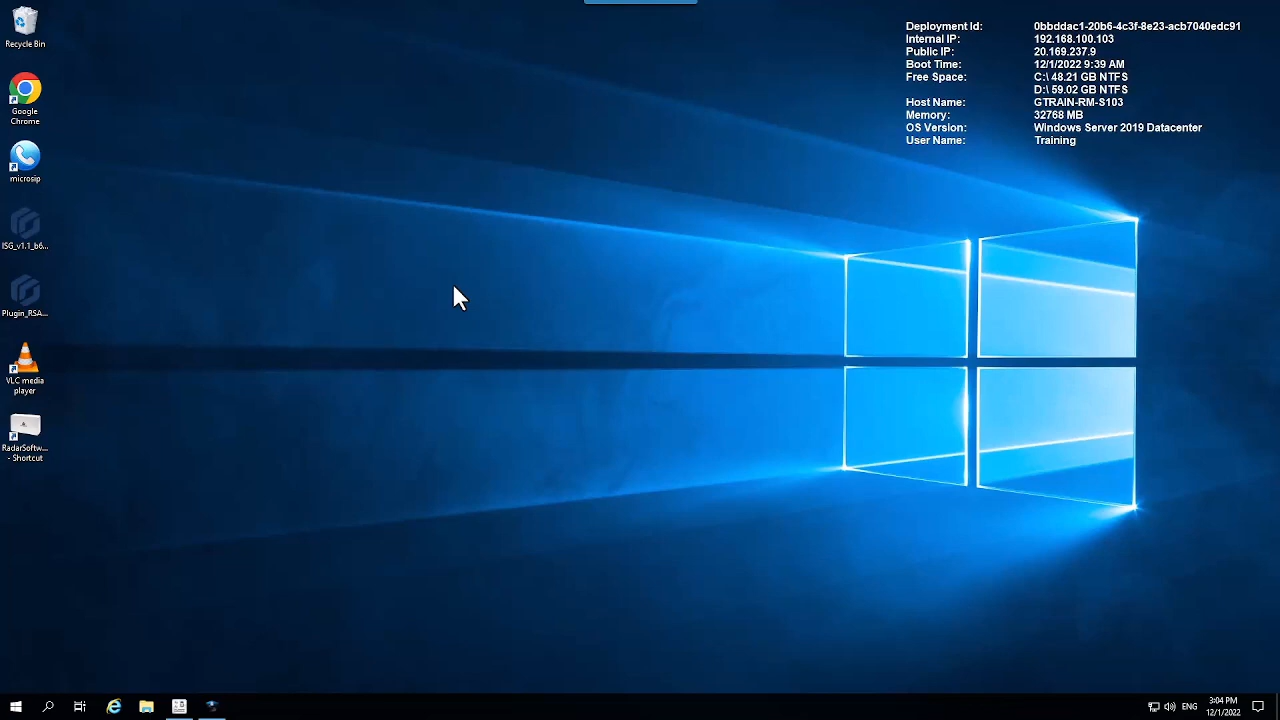 Recycle Bin
Google
Chrome
microsip
ISG_v1.1_b6...
Plugin_RSA...
VLC media
player
RadarSoftw...
- Shortcut
Deployment Id: 0bbddac1-20b6-4c3f-8e23-acb7040edc91
Internal IP: 192.168.100.103
Public IP: 20.169.237.9
Boot Time: 12/1/2022 9:39 AM
Free Space: C:\ 48.21 GB NTFS
D:\ 59.02 GB NTFS
Host Name: GTRAIN-RM-S103
Memory: 32768 MB
OS Version: Windows Server 2019 Datacenter
User Name: Training
ENG
3:04 PM
12/1/2022